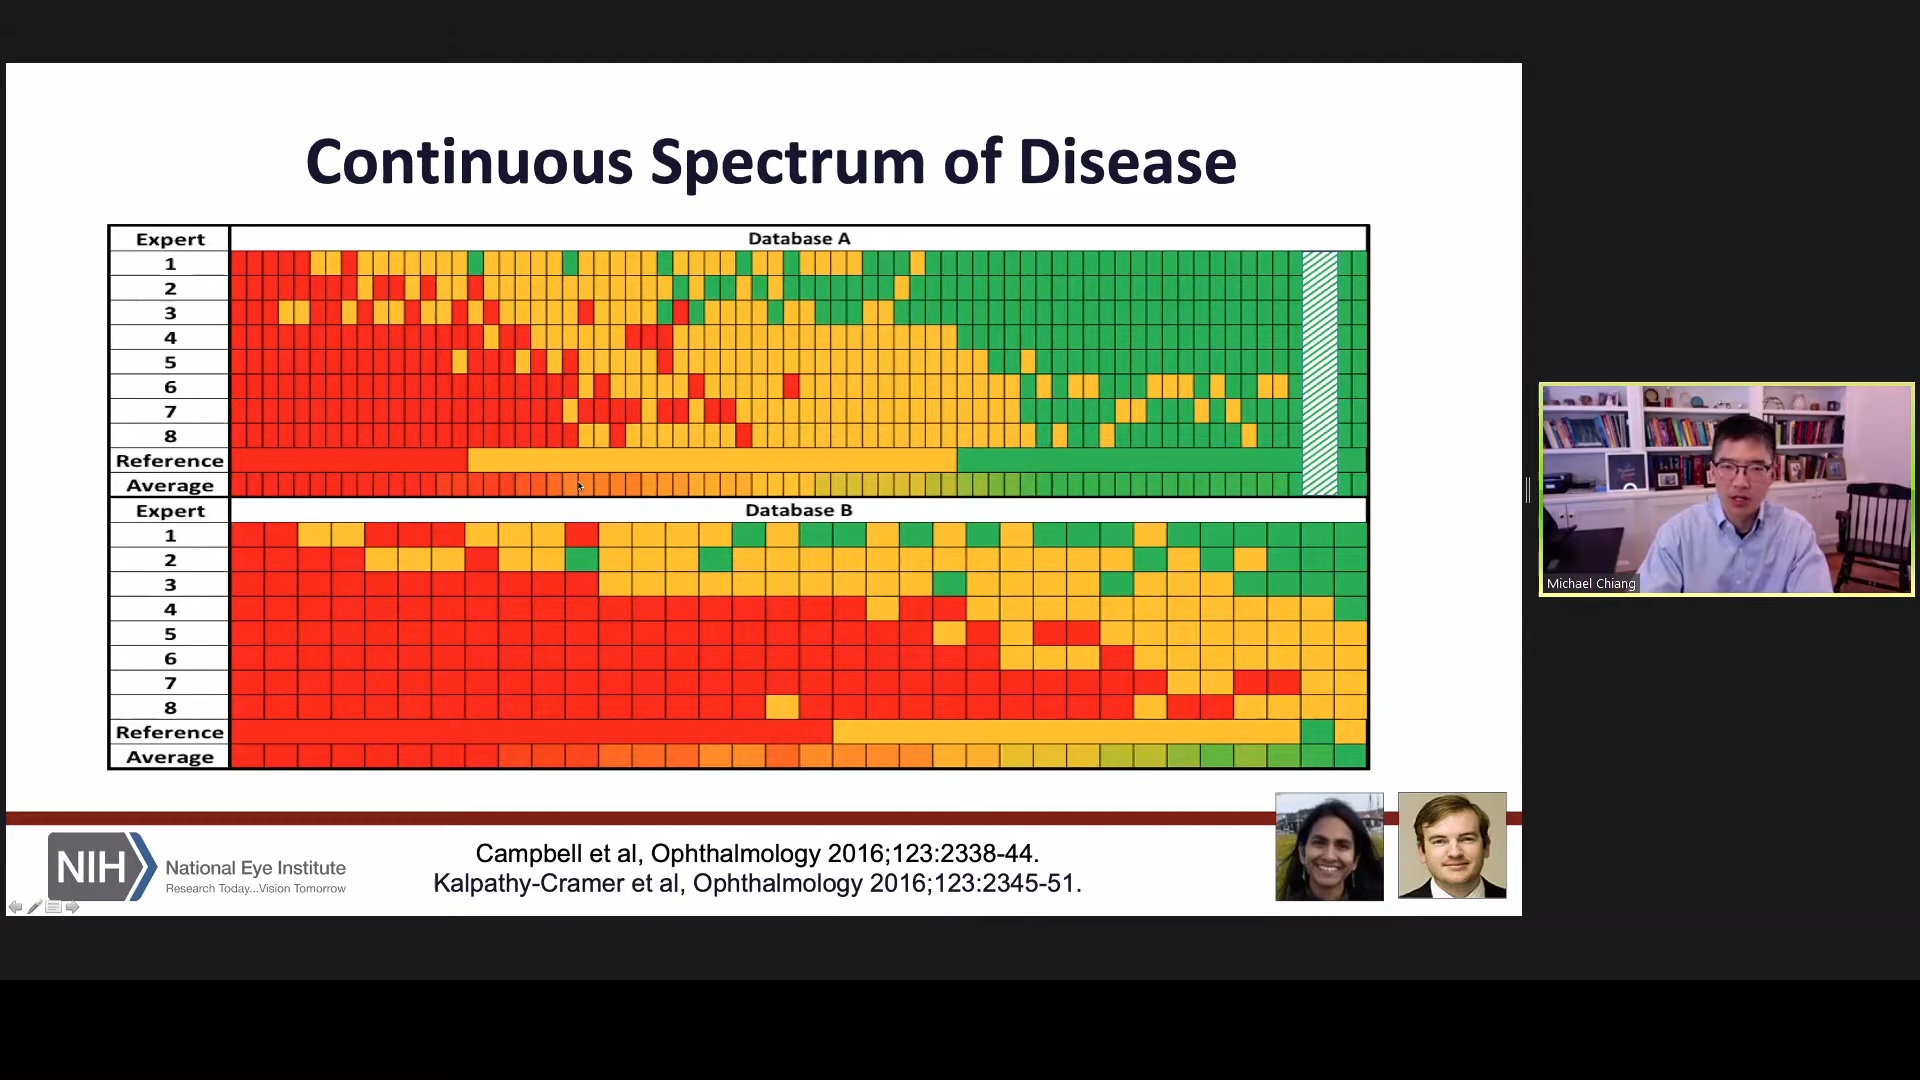 Continuous Spectrum of Disease
Expert Database A
1
2
3
4
5
6
7
8
Reference
Average
Expert Database B
1
2
3
4
5
6
7
8
Reference
Average
Campbell et al, Ophthalmology 2016;123:2338-44.
Kalpathy-Cramer et al, Ophthalmology 2016;123:2345-51.
NIH National Eye Institute
Research Today...Vision Tomorrow
Michael Chiang